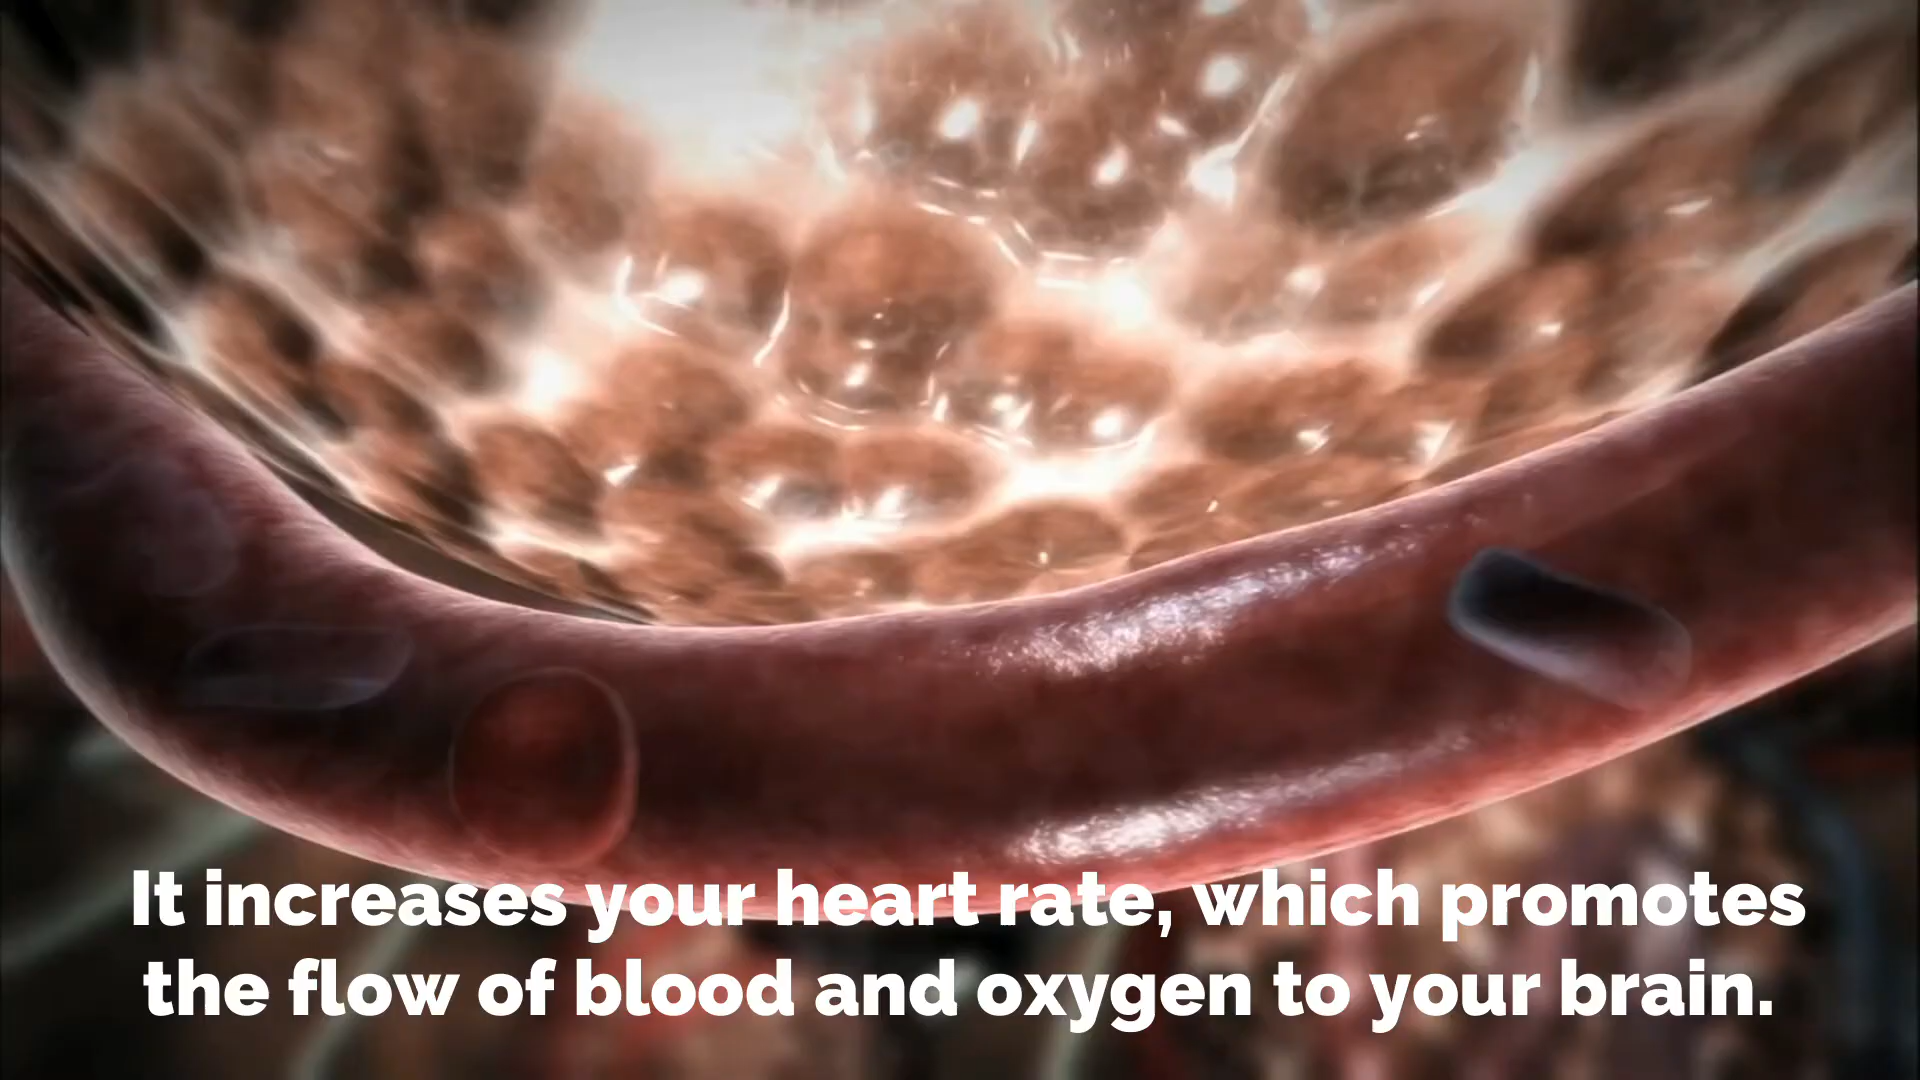 It increases your heart rate, which promotes
the flow of blood and oxygen to your brain.